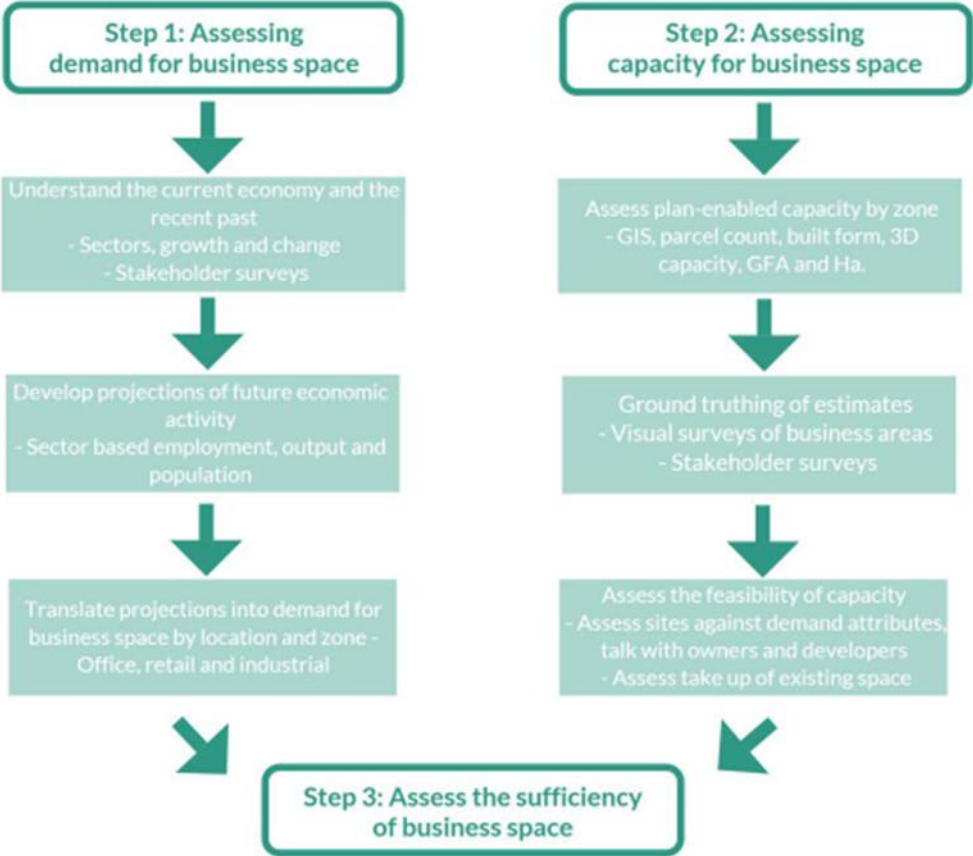 Step 1: Assessing
demand for business space
Understand the current economy and the
recent past
- Sectors, growth and change
- Stakeholder surveys
Develop projections of future economic
activity
- Sector based employment, output and
population
Translate projections into demand for
business space by location and zone -
Office, retail and industrial
Step 2: Assessing
capacity for business space
Assess plan-enabled capacity by zone
- GIS, parcel count, built form, 3D
capacity, GFA and Ha.
Ground truthing of estimates
- Visual surveys of business areas
- Stakeholder surveys
Assess the feasibility of capacity
- Assess sites against demand attributes,
talk with owners and developers
- Assess take up of existing space
Step 3: Assess the sufficiency
of business space